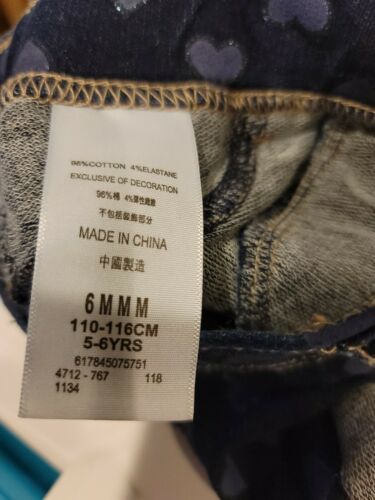 96%COTTON 4%ELASTANE
EXCLUSIVE OF DECORATION
96%棉 4%彈性纖維
不包括裝飾部分
MADE IN CHINA
中國製造
6MMM
110-116CM
5-6YRS
617845075751
4712 - 767 118
1134